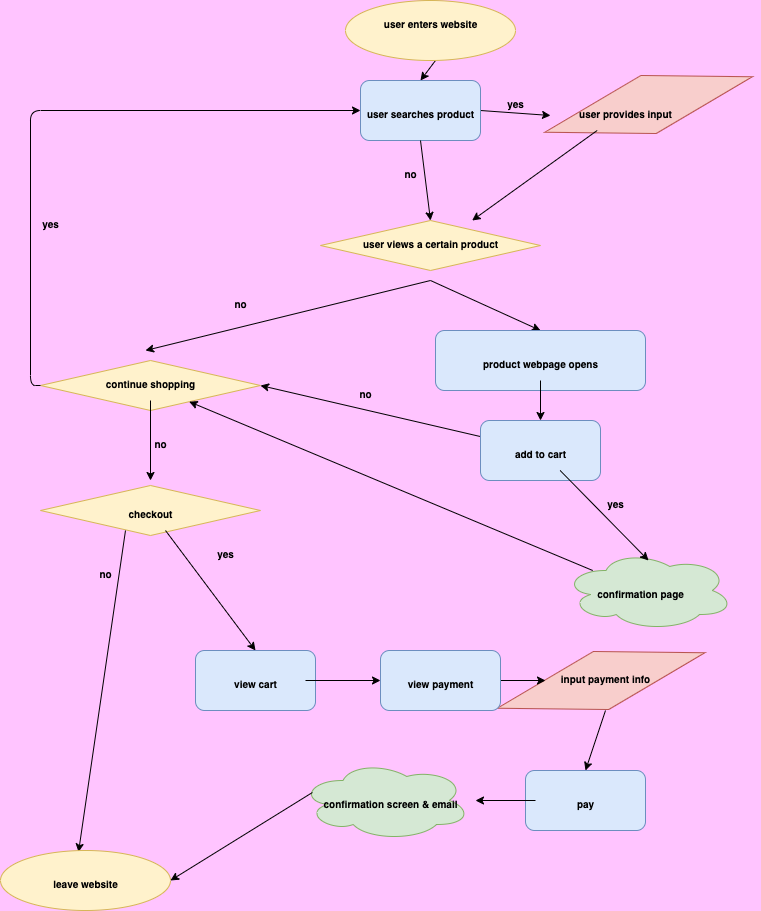 user enters website
user searches product
yes
user provides input
no
yes
user views a certain product
no
product webpage opens
continue shopping
no
no
add to cart
checkout
yes
no
yes
confirmation page
view cart
view payment
input payment info
confirmation screen & email
pay
leave website